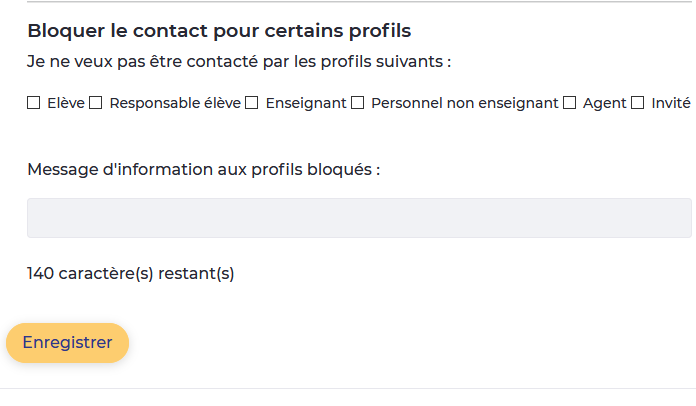 Bloquer le contact pour certains profils
Je ne veux pas être contacté par les profils suivants :
Elève Responsable élève Enseignant Personnel non enseignant Agent Invité
Message d'information aux profils bloqués :
140 caractère(s) restant(s)
Enregistrer